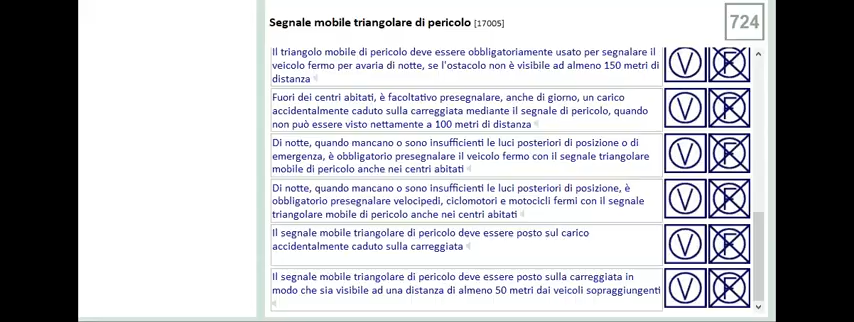 Segnale mobile triangolare di pericolo [17005]
724
Il triangolo mobile di pericolo deve essere obbligatoriamente usato per segnalare il
veicolo fermo per avaria di notte, se l'ostacolo non è visibile ad almeno 150 metri di
distanza
V F
Fuori dei centri abitati, è facoltativo presegnalare, anche di giorno, un carico
accidentalmente caduto sulla carreggiata mediante il segnale di pericolo, quando
non può essere visto nettamente a 100 metri di distanza
V F
Di notte, quando mancano o sono insufficienti le luci posteriori di posizione o di
emergenza, è obbligatorio presegnalare il veicolo fermo con il segnale triangolare
mobile di pericolo anche nei centri abitati
V F
Di notte, quando mancano o sono insufficienti le luci posteriori di posizione, è
obbligatorio presegnalare velocipedi, ciclomotori e motocicli fermi con il segnale
triangolare mobile di pericolo anche nei centri abitati
V F
Il segnale mobile triangolare di pericolo deve essere posto sul carico
accidentalmente caduto sulla carreggiata
V F
Il segnale mobile triangolare di pericolo deve essere posto sulla carreggiata in
modo che sia visibile ad una distanza di almeno 50 metri dai veicoli sopraggiungenti
V F